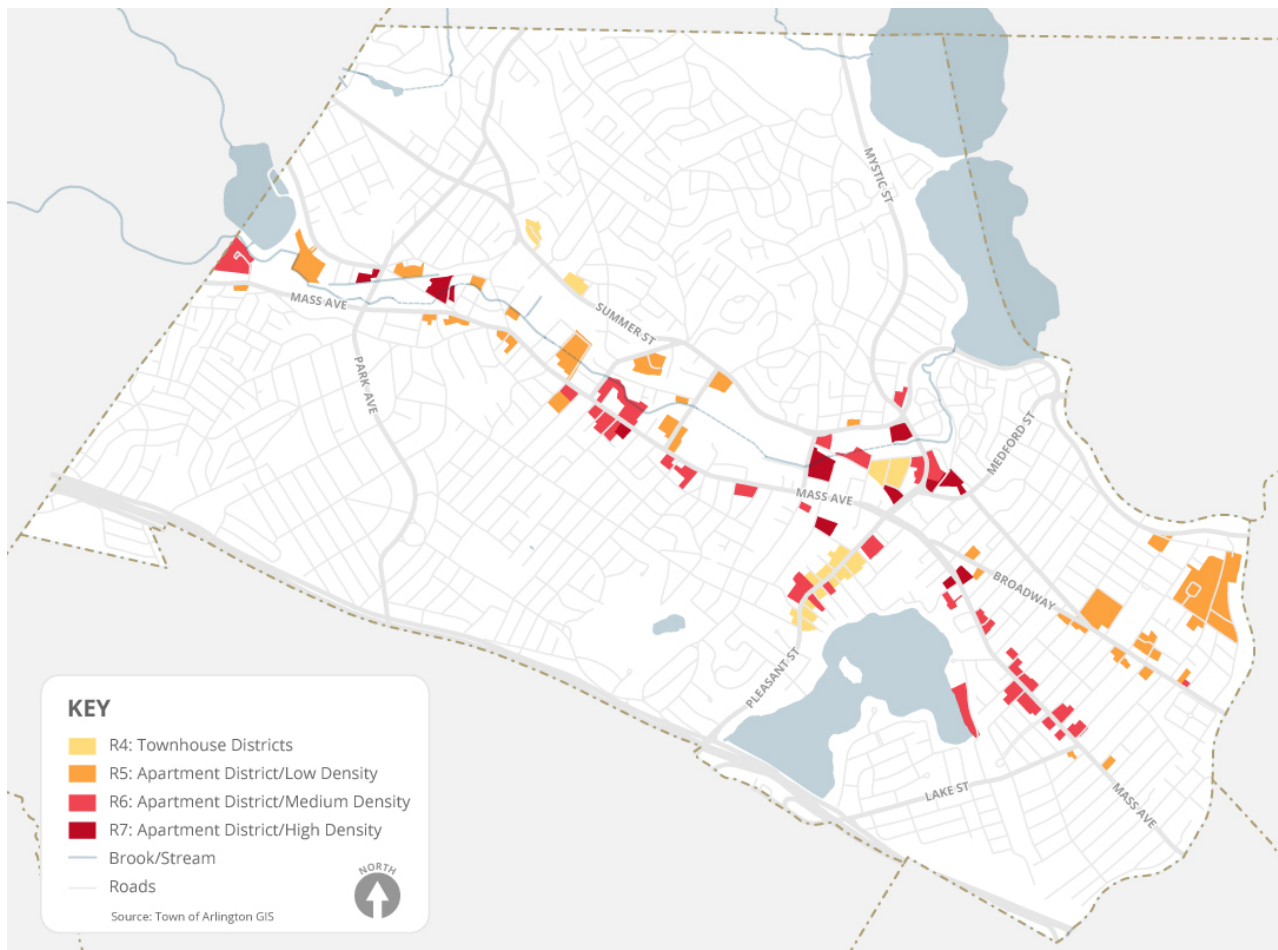 MYSTIC ST
MASS AVE
SUMMER ST
PARK AVE
MEDFORD ST
MASS AVE
BROADWAY
PLEASANT ST
LAKE ST
MASS AVE
KEY
R4: Townhouse Districts
R5: Apartment District/Low Density
R6: Apartment District/Medium Density
R7: Apartment District/High Density
Brook/Stream
Roads
Source: Town of Arlington GIS
NORTH